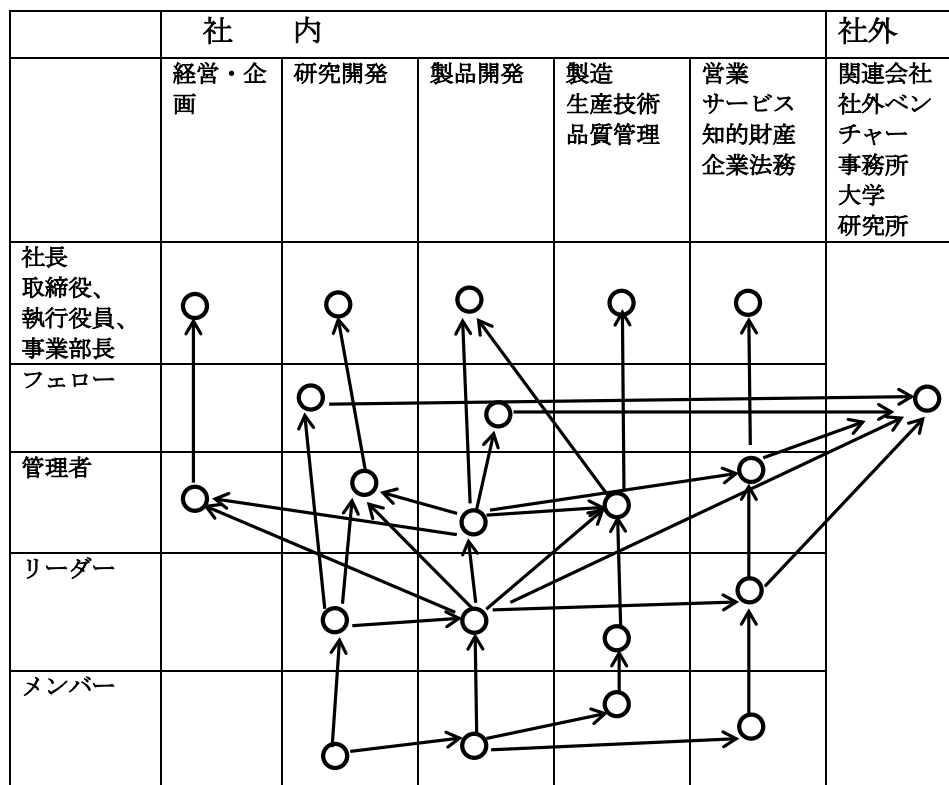 社 内
社外
経営・企
画
研究開発
製品開発
製造
生産技術
品質管理
営業
サービス
知的財産
企業法務
関連会社
社外ベン
チャー
事務所
大学
研究所
社長
取締役、
執行役員、
事業部長
フェロー
管理者
リーダー
メンバー